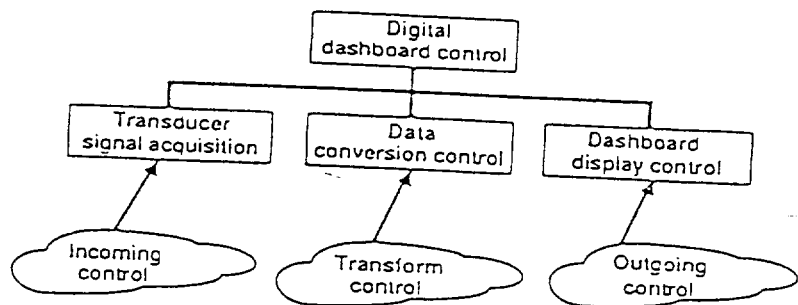 Digital
dashboard control
Transducer
signal acquisition
Data
conversion control
Dashboard
display control
Incoming
control
Transform
control
Outgoing
control